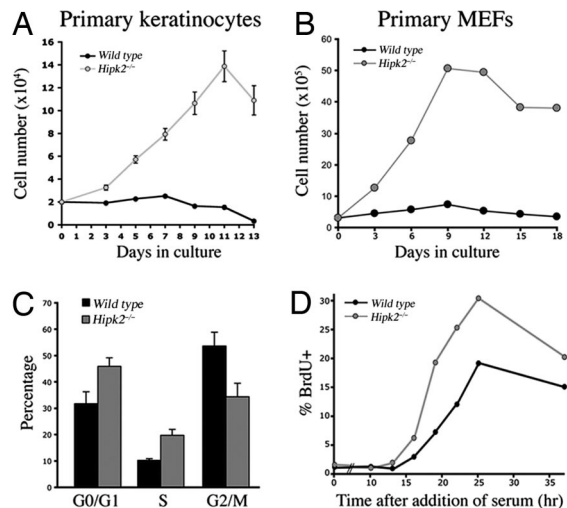 Primary keratinocytes
Primary MEFs
A
Wild type
Hipk2-/-
Cell number (x10⁴)
16
14
12
10
8
6
4
2
0
0 1 2 3 4 5 6 7 8 9 10 11 12 13
Days in culture
B
Wild type
Hipk2-/-
Cell number (x10⁵)
60
50
40
30
20
10
0
0 3 6 9 12 15 18
Days in culture
C
Wild type
Hipk2-/-
Percentage
70
60
50
40
30
20
10
0
G0/G1 S G2/M
D
Wild type
Hipk2-/-
% BrdU+
30
25
20
15
10
5
0
0 10 15 20 25 30 35
Time after addition of serum (hr)